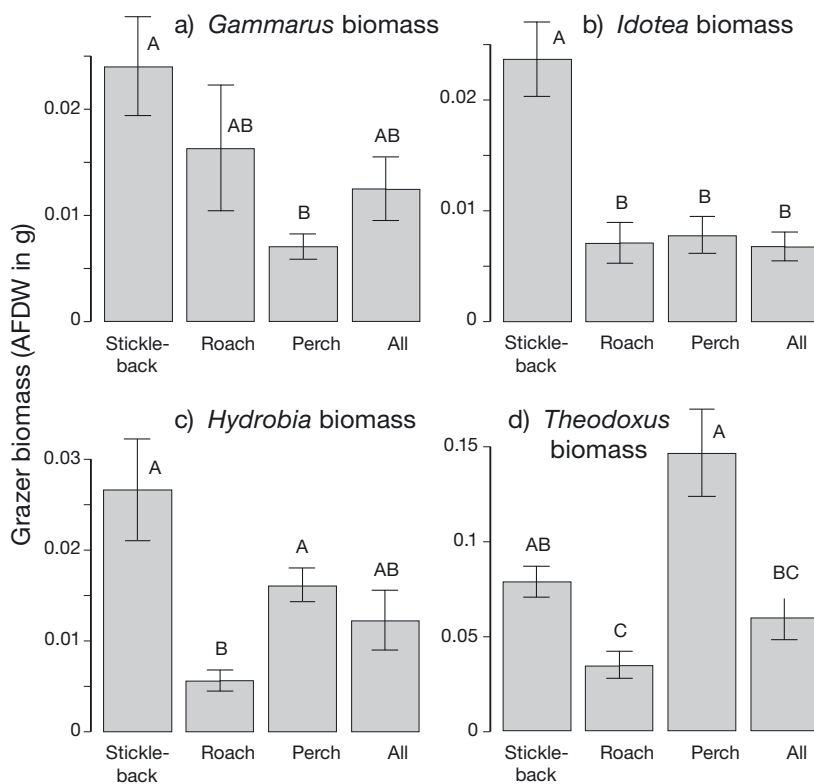 Grazer biomass (AFDW in g)
a) Gammarus biomass
0.02
0.01
0
A
AB
B
AB
Stickle-
back
Roach
Perch
All
b) Idotea biomass
0.02
0.01
0
A
B
B
B
Stickle-
back
Roach
Perch
All
c) Hydrobia biomass
0.03
0.02
0.01
0
A
B
A
AB
Stickle-
back
Roach
Perch
All
d) Theodoxus
biomass
0.15
0.1
0.05
0
AB
C
A
BC
Stickle-
back
Roach
Perch
All